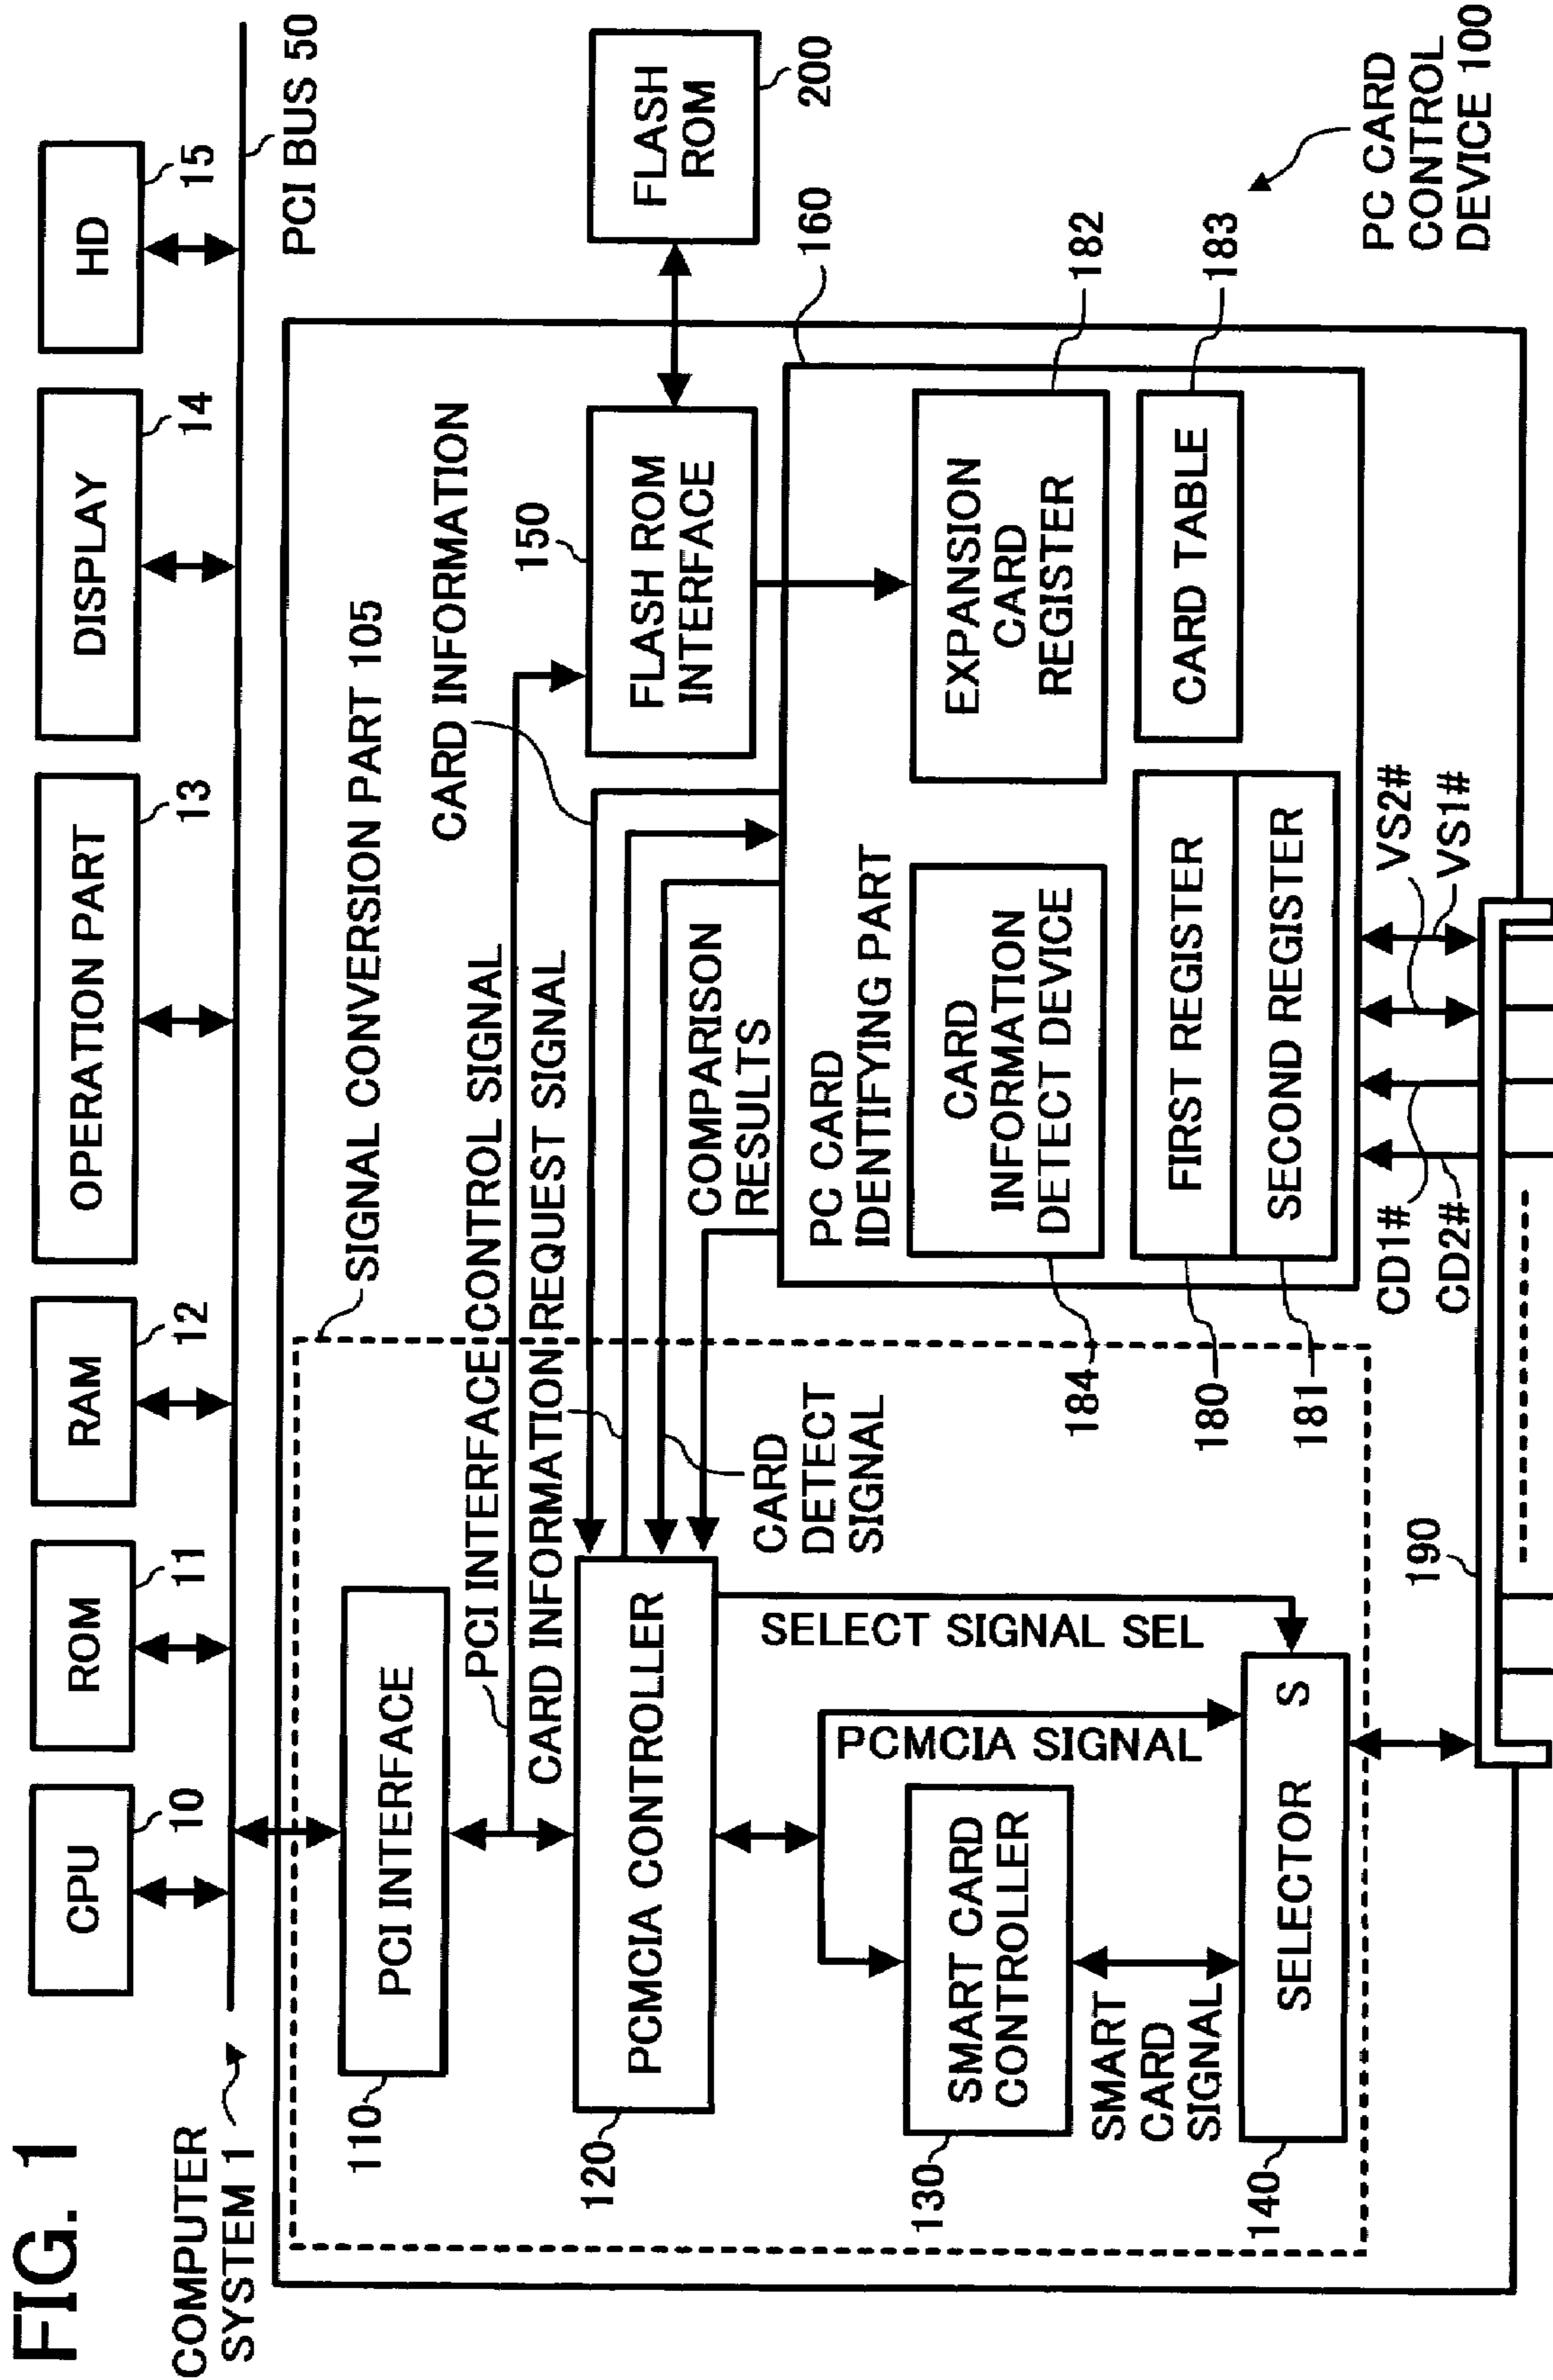 FIG. 1
COMPUTER
SYSTEM 1
CPU
10
ROM
11
RAM
12
OPERATION PART
13
DISPLAY
14
HD
15
PCI BUS 50
SIGNAL CONVERSION PART 105
CARD INFORMATION
PCI INTERFACE
110
PCI INTERFACE CONTROL SIGNAL
CARD INFORMATION REQUEST SIGNAL
150
FLASH ROM
INTERFACE
FLASH
ROM
200
PCMCIA CONTROLLER
120
COMPARISON
RESULTS
CARD
DETECT
SIGNAL
SELECT SIGNAL SEL
PCMCIA SIGNAL
PC CARD
IDENTIFYING PART
160
SMART CARD
CONTROLLER
130
SMART
CARD
SIGNAL
CARD
INFORMATION
DETECT DEVICE
184
EXPANSION
CARD
REGISTER
182
SELECTOR
S
140
FIRST REGISTER
180
SECOND REGISTER
181
CARD TABLE
183
PC CARD
CONTROL
DEVICE 100
190
CD1#
CD2#
VS2#
VS1#